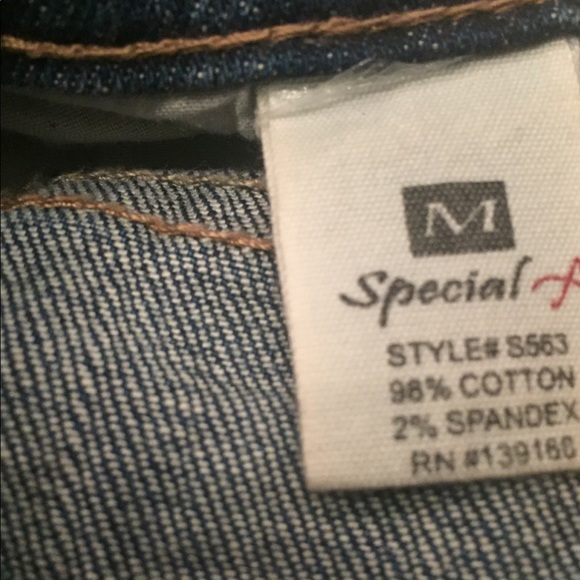 M
Special
STYLE# S563
98% COTTON
2% SPANDEX
RN #139160